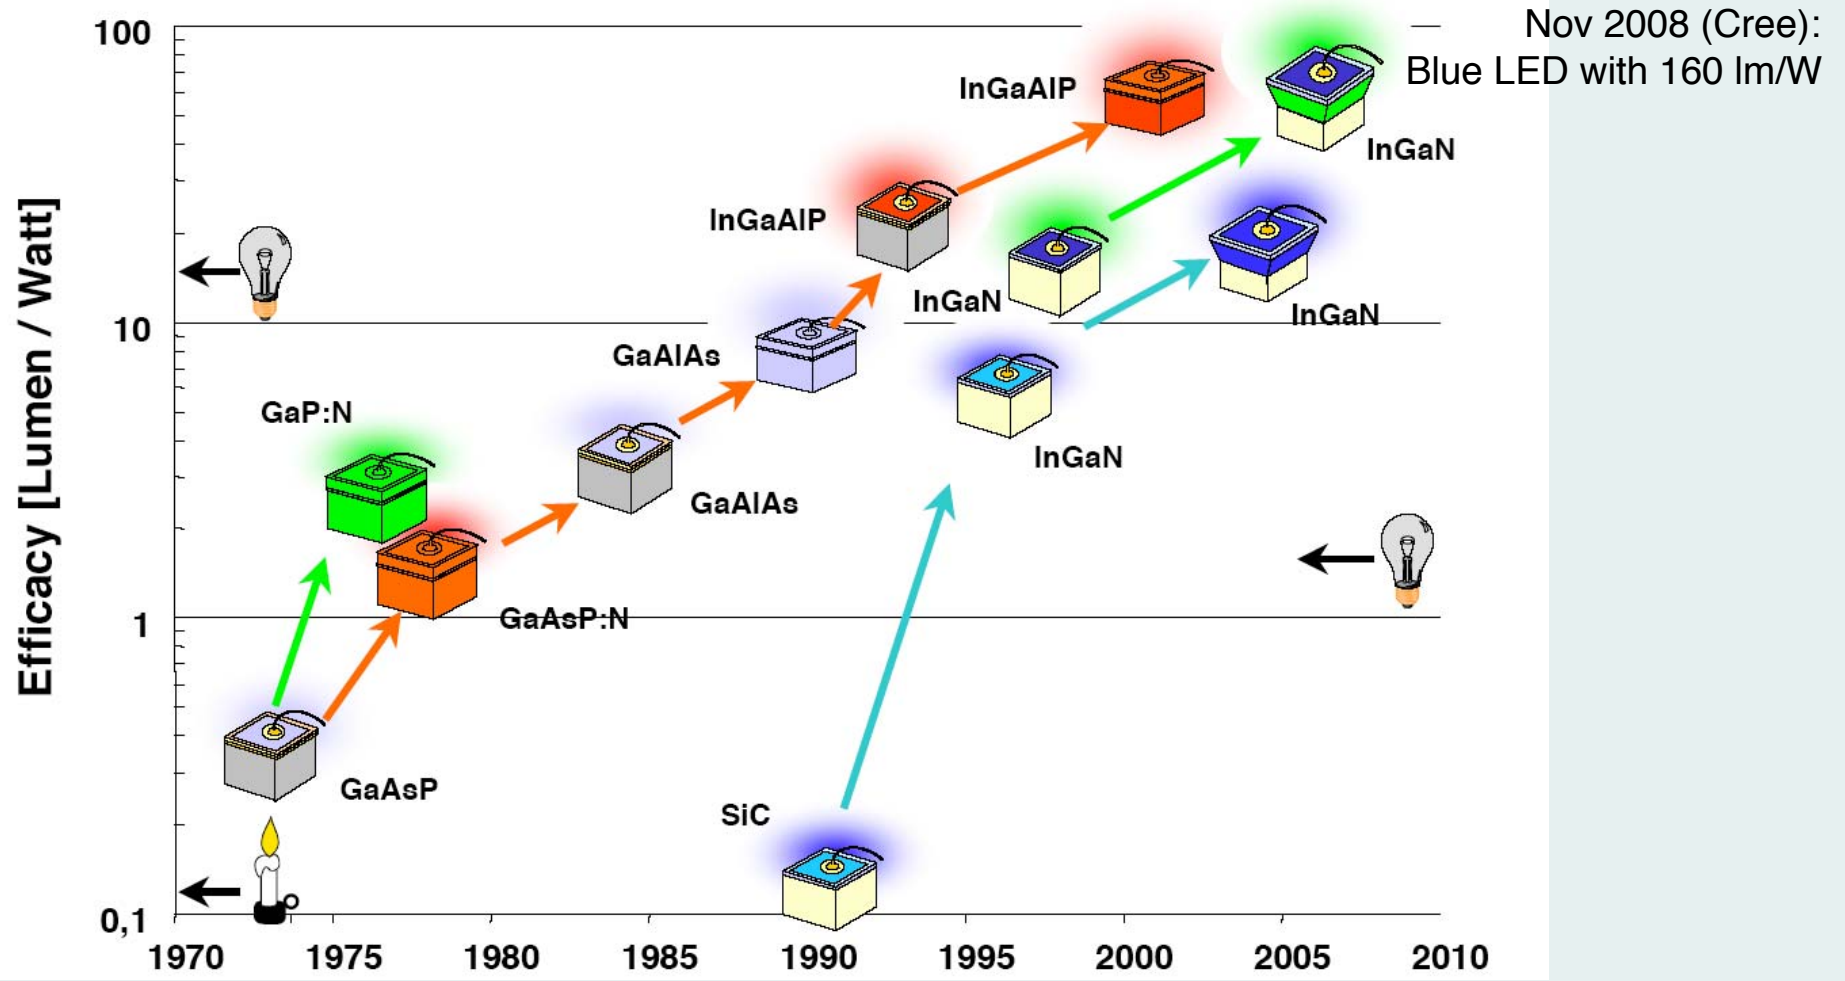 Nov 2008 (Cree):
Blue LED with 160 lm/W
Efficacy [Lumen / Watt]
100
10
1
0,1
InGaAlP
InGaN
InGaAlP
InGaN
InGaN
GaAlAs
GaP:N
InGaN
GaAlAs
GaAsP:N
GaAsP
SiC
1970
1975
1980
1985
1990
1995
2000
2005
2010